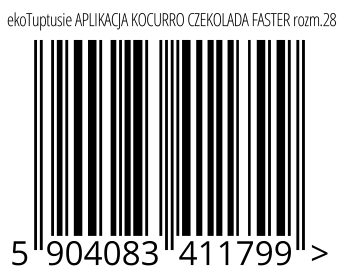 ekoTuptusie APLIKACJA KOCURRO CZEKOLADA FASTER rozm.28
5 904083 411799 >